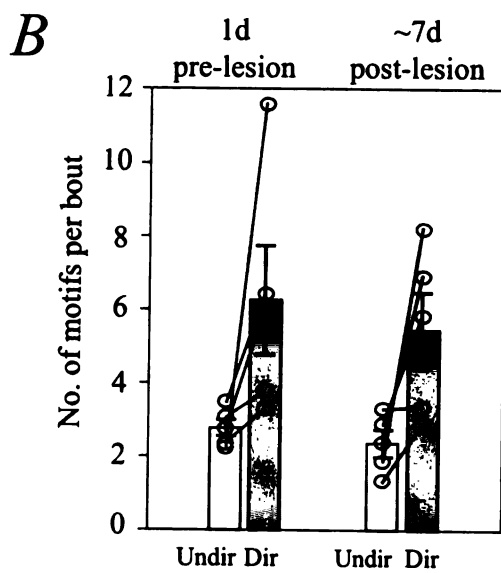 B
1d ~7d
pre-lesion post-lesion
12
10
8
6
4
2
0
No. of motifs per bout
Undir Dir Undir Dir